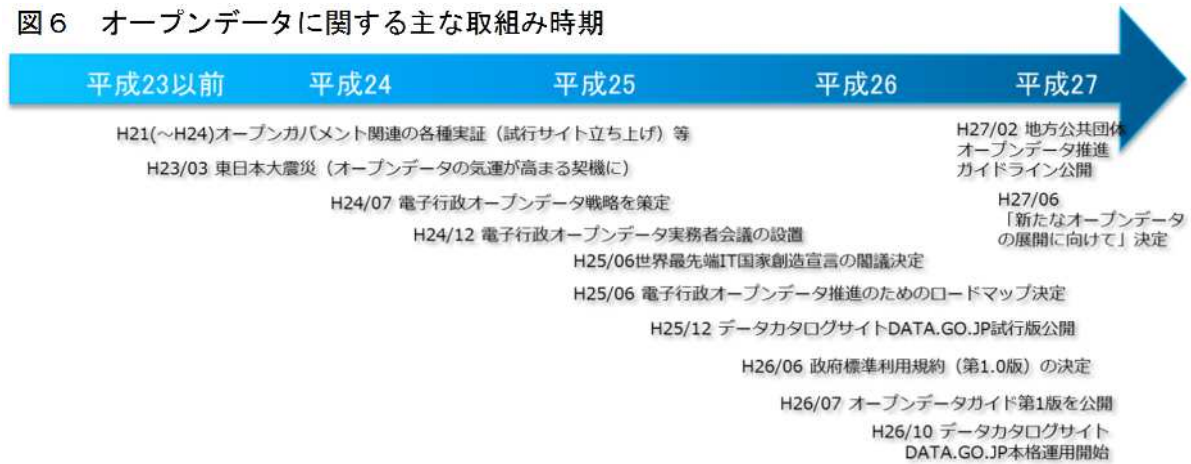 図6 オープンデータに関する主な取組み時期
平成23以前 平成24 平成25 平成26 平成27
H21(～H24)オープンガバメント関連の各種実証（試行サイト立ち上げ）等
H23/03 東日本大震災（オープンデータの気運が高まる契機に）
H24/07 電子行政オープンデータ戦略を策定
H24/12 電子行政オープンデータ実務者会議の設置
H25/06世界最先端IT国家創造宣言の閣議決定
H25/06 電子行政オープンデータ推進のためのロードマップ決定
H25/12 データカタログサイトDATA.GO.JP試行版公開
H26/06 政府標準利用規約（第1.0版）の決定
H26/07 オープンデータガイド第1版を公開
H26/10 データカタログサイト
DATA.GO.JP本格運用開始
H27/02 地方公共団体
オープンデータ推進
ガイドライン公開
H27/06
「新たなオープンデータ
の展開に向けて」決定